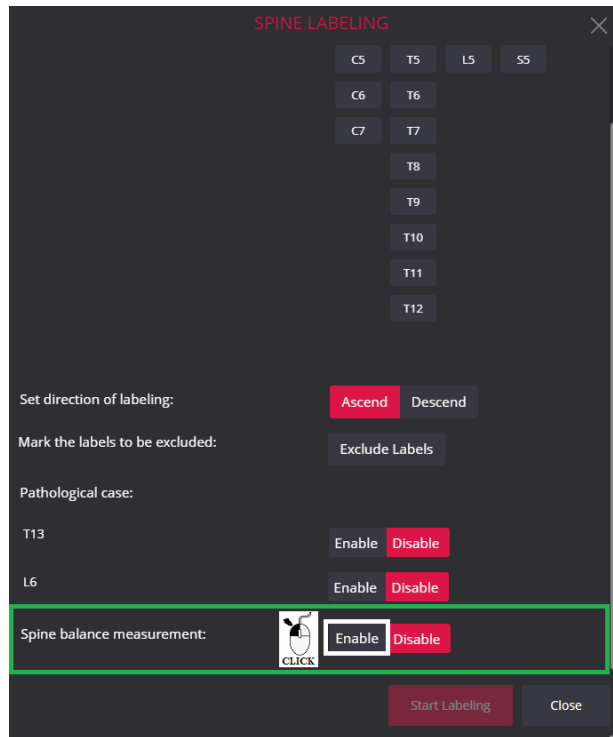 SPINE LABELING
C5 T5 L5 S5
C6 T6
C7 T7
T8
T9
T10
T11
T12
Set direction of labeling: Ascend Descend
Mark the labels to be excluded: Exclude Labels
Pathological case:
T13 Enable Disable
L6 Enable Disable
Spine balance measurement: CLICK Enable Disable
Start Labeling Close